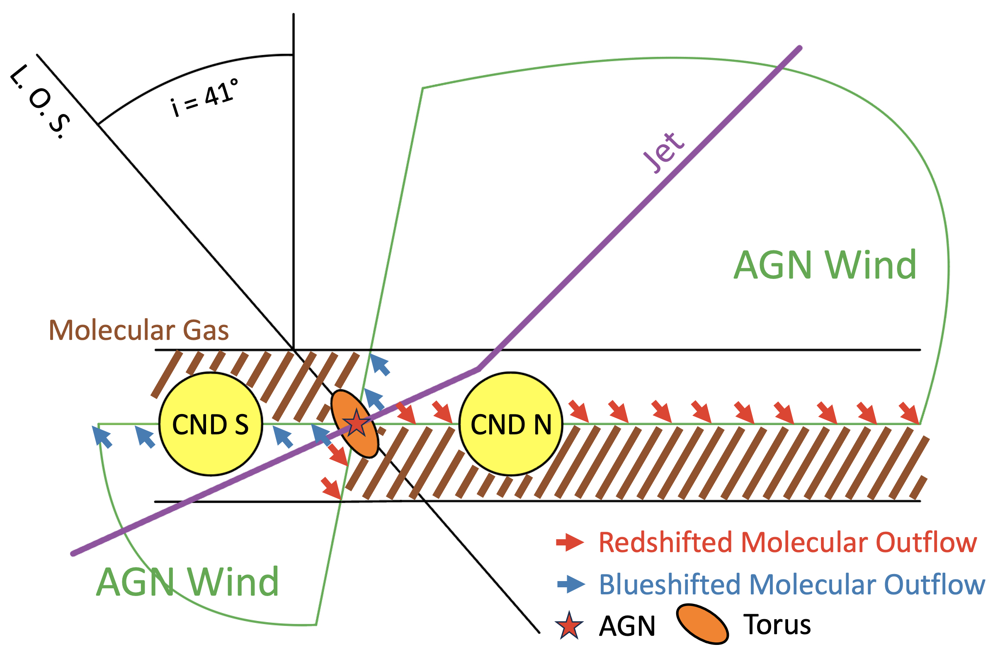 L. O. S.
i = 41°
Jet
AGN Wind
Molecular Gas
CND S
CND N
AGN Wind
Redshifted Molecular Outflow
Blueshifted Molecular Outflow
AGN
Torus